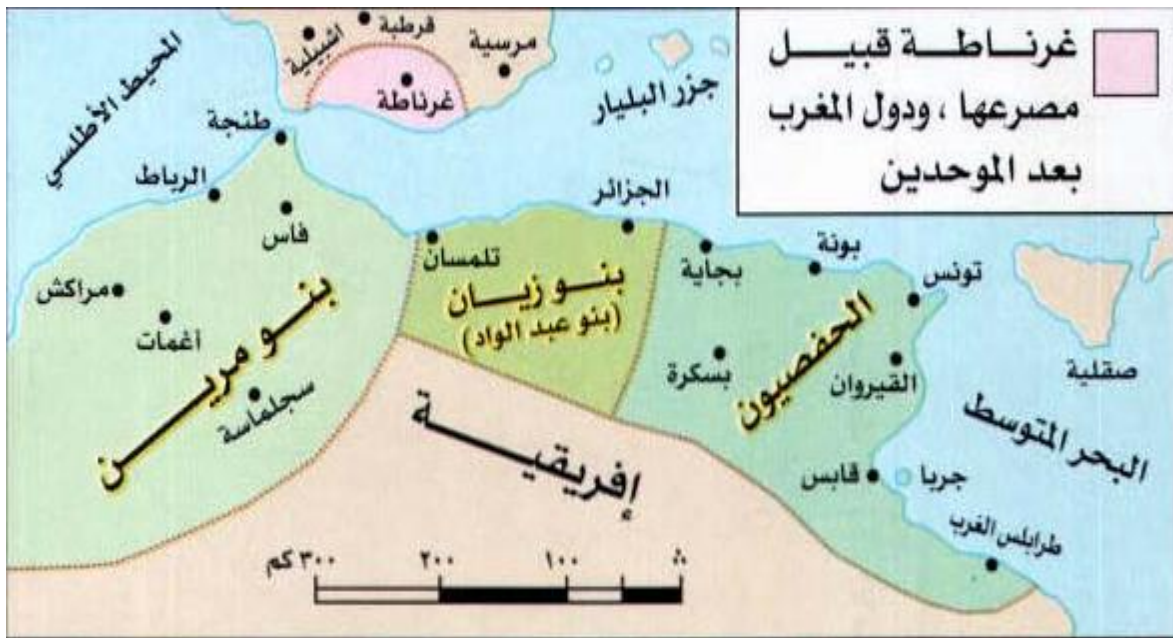 غرناطة قبيل
مصرعها ، ودول المغرب
بعد الموحدين
المحيط الأطلسي
اشبيلية
قرطبة
مرسية
غرناطة
جزر البليار
طنجة
الرباط
فاس
مراكش
أغمات
سجلماسة
بنو مرين
تلمسان
الجزائر
بنو زيان
(بنو عبد الواد)
بجاية
بونة
تونس
بسكرة
القيروان
الحفصيون
صقلية
البحر المتوسط
إفريقية
قابس
جربا
طرابلس الغرب
٣٠٠ كم
٢٠٠
١٠٠